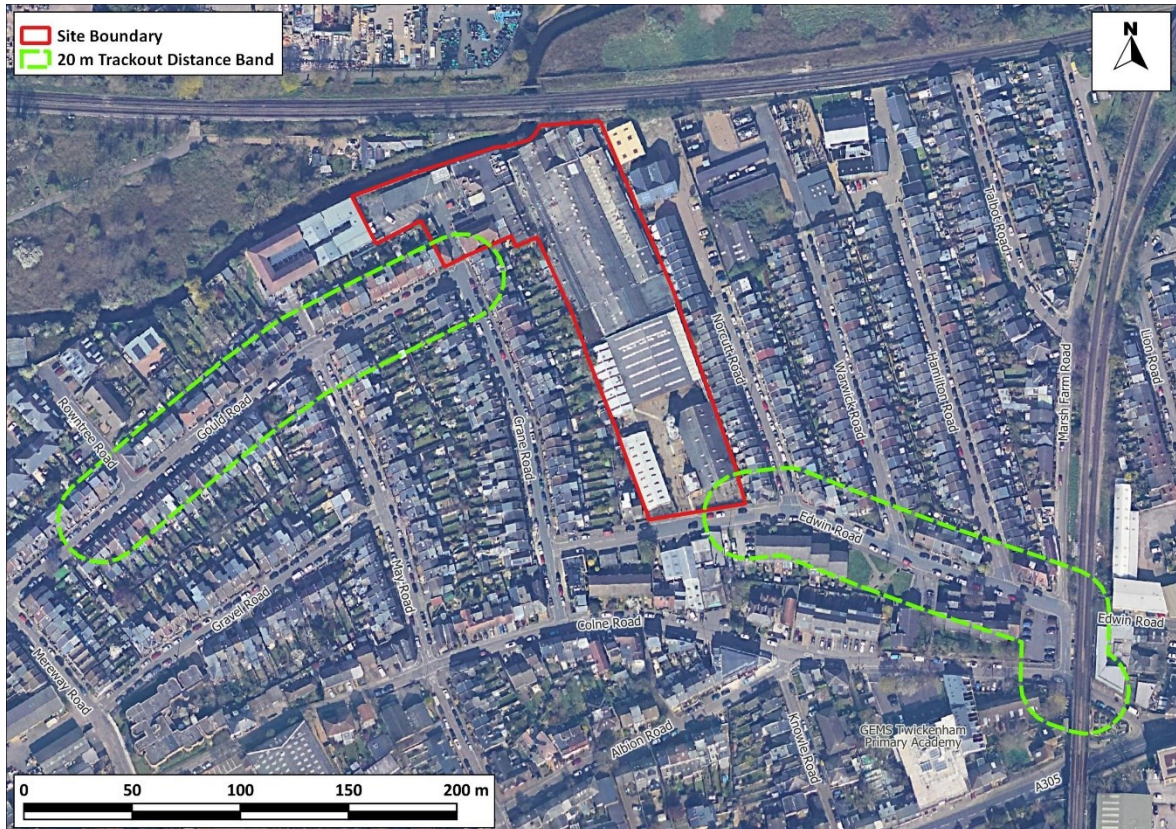 Site Boundary
20 m Trackout Distance Band
N
Talbot Road
Lion Road
Norcutt Road
Warwick Road
Hamilton Road
Marsh Farm Road
Rowntree Road
Gould Road
Crane Road
Edwin Road
May Road
Gravel Road
Colne Road
Edwin Road
Mereway Road
Albion Road
Knowle Road
GEMS Twickenham
Primary Academy
A305
0 50 100 150 200 m